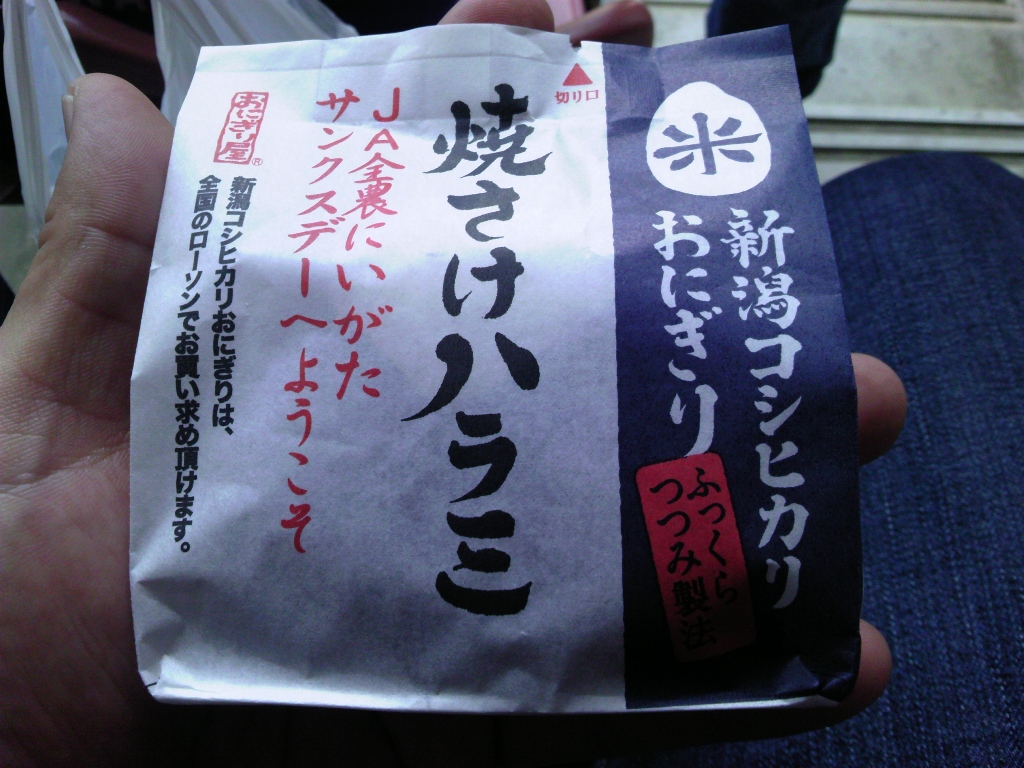 米
新潟コシヒカリ
おにぎり
ふっくら
つつみ製法
切り口
焼さけハラミ
JA全農にいがた
サンクスデーへようこそ
おにぎり屋®
新潟コシヒカリおにぎりは、
全国のローソンでお買い求め頂けます。